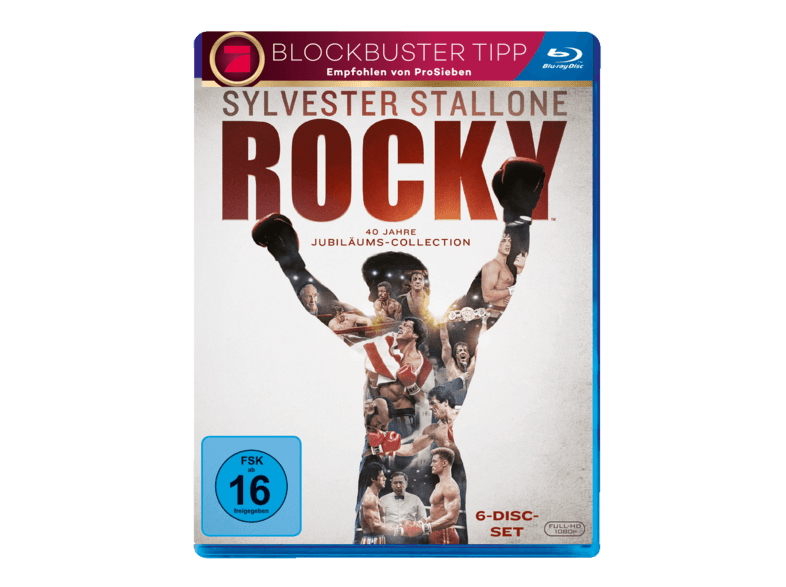 BLOCKBUSTER TIPP
Empfohlen von ProSieben
Blu-ray Disc
SYLVESTER STALLONE
ROCKY
™
40 JAHRE
JUBILÄUMS-COLLECTION
FSK
ab
16
freigegeben
6-DISC-
SET
FULL-HD
1080p